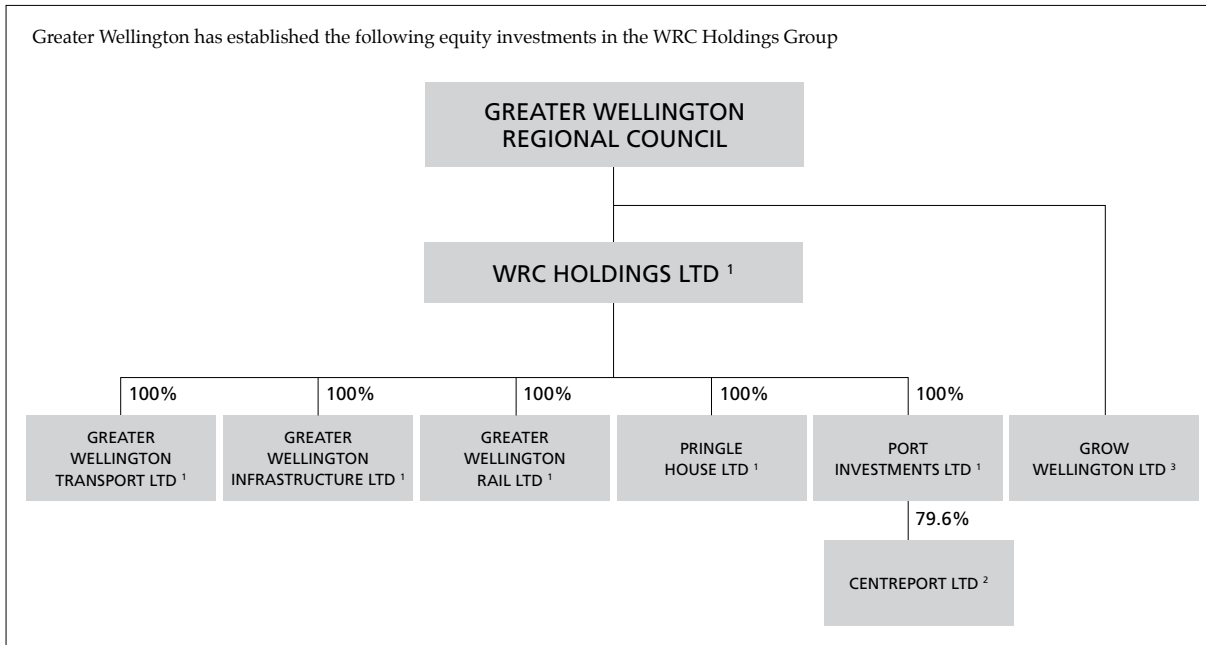 Greater Wellington has established the following equity investments in the WRC Holdings Group
GREATER WELLINGTON
REGIONAL COUNCIL
WRC HOLDINGS LTD 1
100%
100%
100%
100%
100%
GREATER
WELLINGTON
TRANSPORT LTD 1
GREATER
WELLINGTON
INFRASTRUCTURE LTD 1
GREATER
WELLINGTON
RAIL LTD 1
PRINGLE
HOUSE LTD 1
PORT
INVESTMENTS LTD 1
GROW
WELLINGTON LTD 3
79.6%
CENTREPORT LTD 2